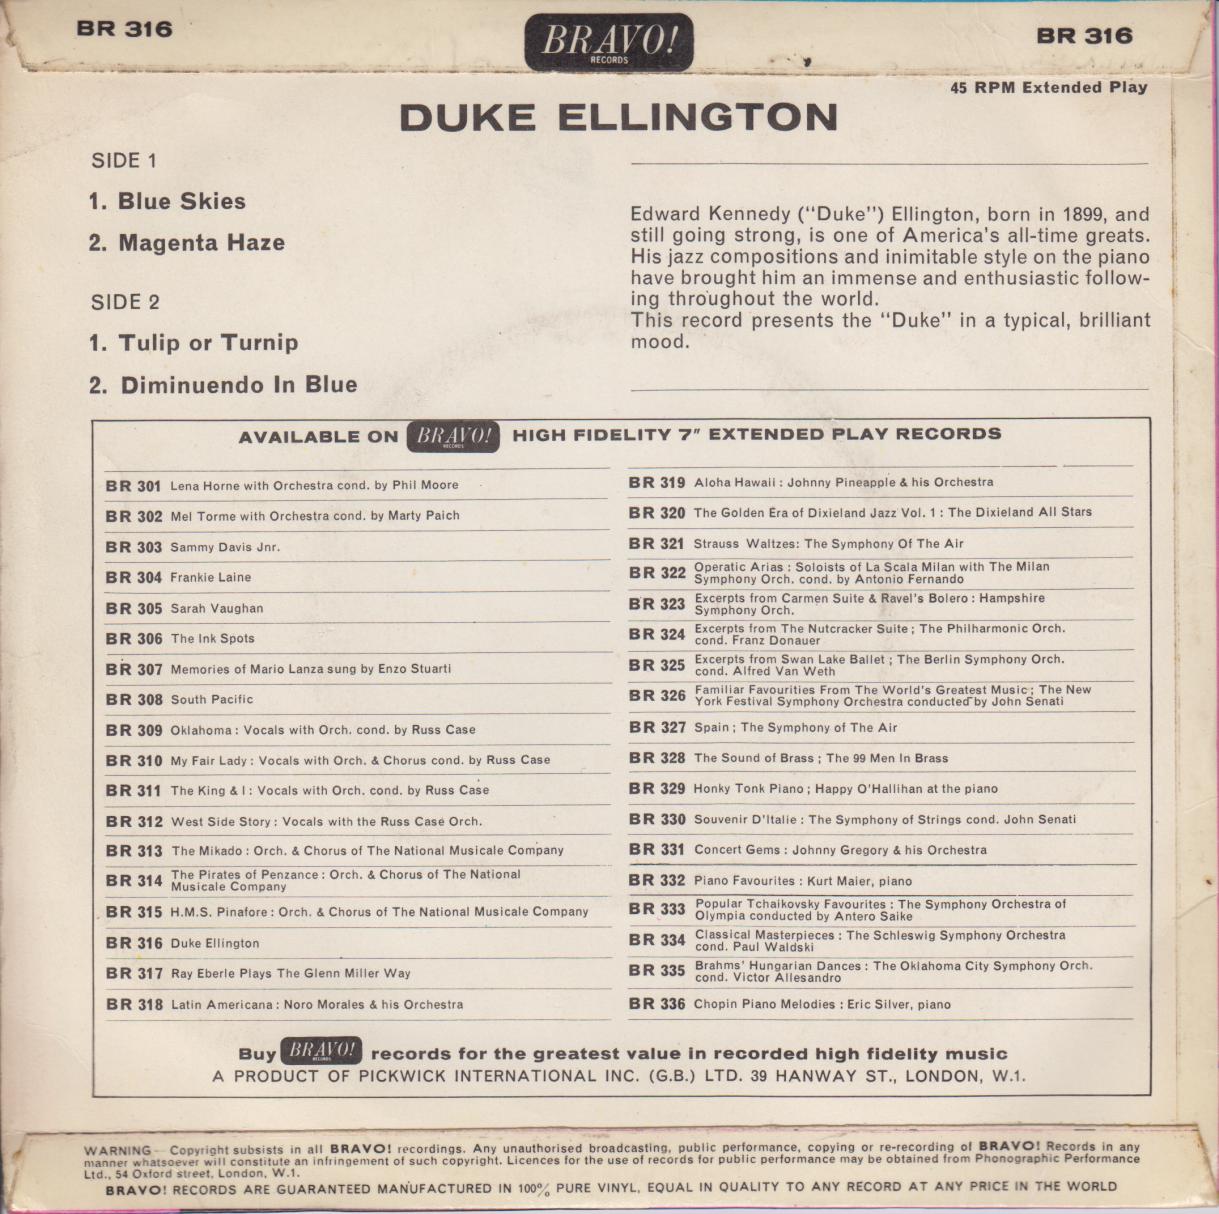 BR 316
BRAVO!
RECORDS
BR 316
45 RPM Extended Play
DUKE ELLINGTON
SIDE 1
1. Blue Skies
2. Magenta Haze
SIDE 2
1. Tulip or Turnip
2. Diminuendo In Blue
Edward Kennedy (“Duke”) Ellington, born in 1899, and
still going strong, is one of America's all-time greats.
His jazz compositions and inimitable style on the piano
have brought him an immense and enthusiastic follow-
ing throughout the world.
This record presents the “Duke” in a typical, brilliant
mood.
AVAILABLE ON BRAVO! RECORDS HIGH FIDELITY 7” EXTENDED PLAY RECORDS
BR 301 Lena Horne with Orchestra cond. by Phil Moore
BR 302 Mel Torme with Orchestra cond. by Marty Paich
BR 303 Sammy Davis Jnr.
BR 304 Frankie Laine
BR 305 Sarah Vaughan
BR 306 The Ink Spots
BR 307 Memories of Mario Lanza sung by Enzo Stuarti
BR 308 South Pacific
BR 309 Oklahoma : Vocals with Orch. cond. by Russ Case
BR 310 My Fair Lady : Vocals with Orch. & Chorus cond. by Russ Case
BR 311 The King & I : Vocals with Orch. cond. by Russ Case
BR 312 West Side Story : Vocals with the Russ Case Orch.
BR 313 The Mikado : Orch. & Chorus of The National Musicale Company
BR 314 The Pirates of Penzance : Orch. & Chorus of The National
Musicale Company
BR 315 H.M.S. Pinafore : Orch. & Chorus of The National Musicale Company
BR 316 Duke Ellington
BR 317 Ray Eberle Plays The Glenn Miller Way
BR 318 Latin Americana : Noro Morales & his Orchestra
BR 319 Aloha Hawaii : Johnny Pineapple & his Orchestra
BR 320 The Golden Era of Dixieland Jazz Vol. 1 : The Dixieland All Stars
BR 321 Strauss Waltzes: The Symphony Of The Air
BR 322 Operatic Arias : Soloists of La Scala Milan with The Milan
Symphony Orch. cond. by Antonio Fernando
BR 323 Excerpts from Carmen Suite & Ravel's Bolero : Hampshire
Symphony Orch.
BR 324 Excerpts from The Nutcracker Suite ; The Philharmonic Orch.
cond. Franz Donauer
BR 325 Excerpts from Swan Lake Ballet ; The Berlin Symphony Orch.
cond. Alfred Van Weth
BR 326 Familiar Favourities From The World's Greatest Music ; The New
York Festival Symphony Orchestra conducted by John Senati
BR 327 Spain ; The Symphony of The Air
BR 328 The Sound of Brass ; The 99 Men In Brass
BR 329 Honky Tonk Piano ; Happy O'Hallihan at the piano
BR 330 Souvenir D'Italie : The Symphony of Strings cond. John Senati
BR 331 Concert Gems : Johnny Gregory & his Orchestra
BR 332 Piano Favourites : Kurt Maier, piano
BR 333 Popular Tchaikovsky Favourites : The Symphony Orchestra of
Olympia conducted by Antero Saike
BR 334 Classical Masterpieces : The Schleswig Symphony Orchestra
cond. Paul Waldski
BR 335 Brahms' Hungarian Dances : The Oklahoma City Symphony Orch.
cond. Victor Allesandro
BR 336 Chopin Piano Melodies : Eric Silver, piano
Buy BRAVO! RECORDS records for the greatest value in recorded high fidelity music
A PRODUCT OF PICKWICK INTERNATIONAL INC. (G.B.) LTD. 39 HANWAY ST., LONDON, W.1.
WARNING — Copyright subsists in all BRAVO! recordings. Any unauthorised broadcasting, public performance, copying or re-recording of BRAVO! Records in any
manner whatsoever will constitute an infringement of such copyright. Licences for the use of records for public performance may be obtained from Phonographic Performance
Ltd., 54 Oxford street, London, W.1.
BRAVO! RECORDS ARE GUARANTEED MANUFACTURED IN 100% PURE VINYL, EQUAL IN QUALITY TO ANY RECORD AT ANY PRICE IN THE WORLD